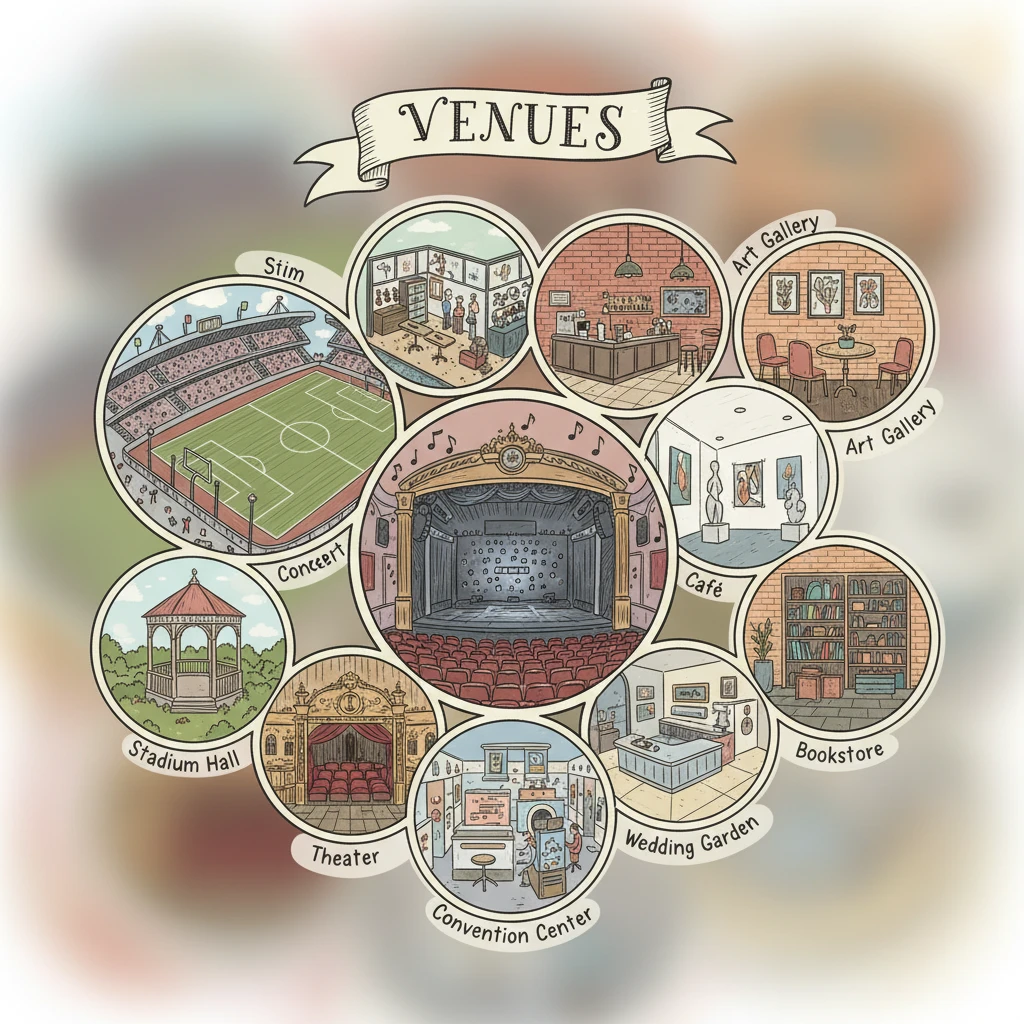 VENUES
Stim
Art Gallery
Art Gallery
Concert
Café
Stadium Hall
Bookstore
Wedding Garden
Theater
Convention Center